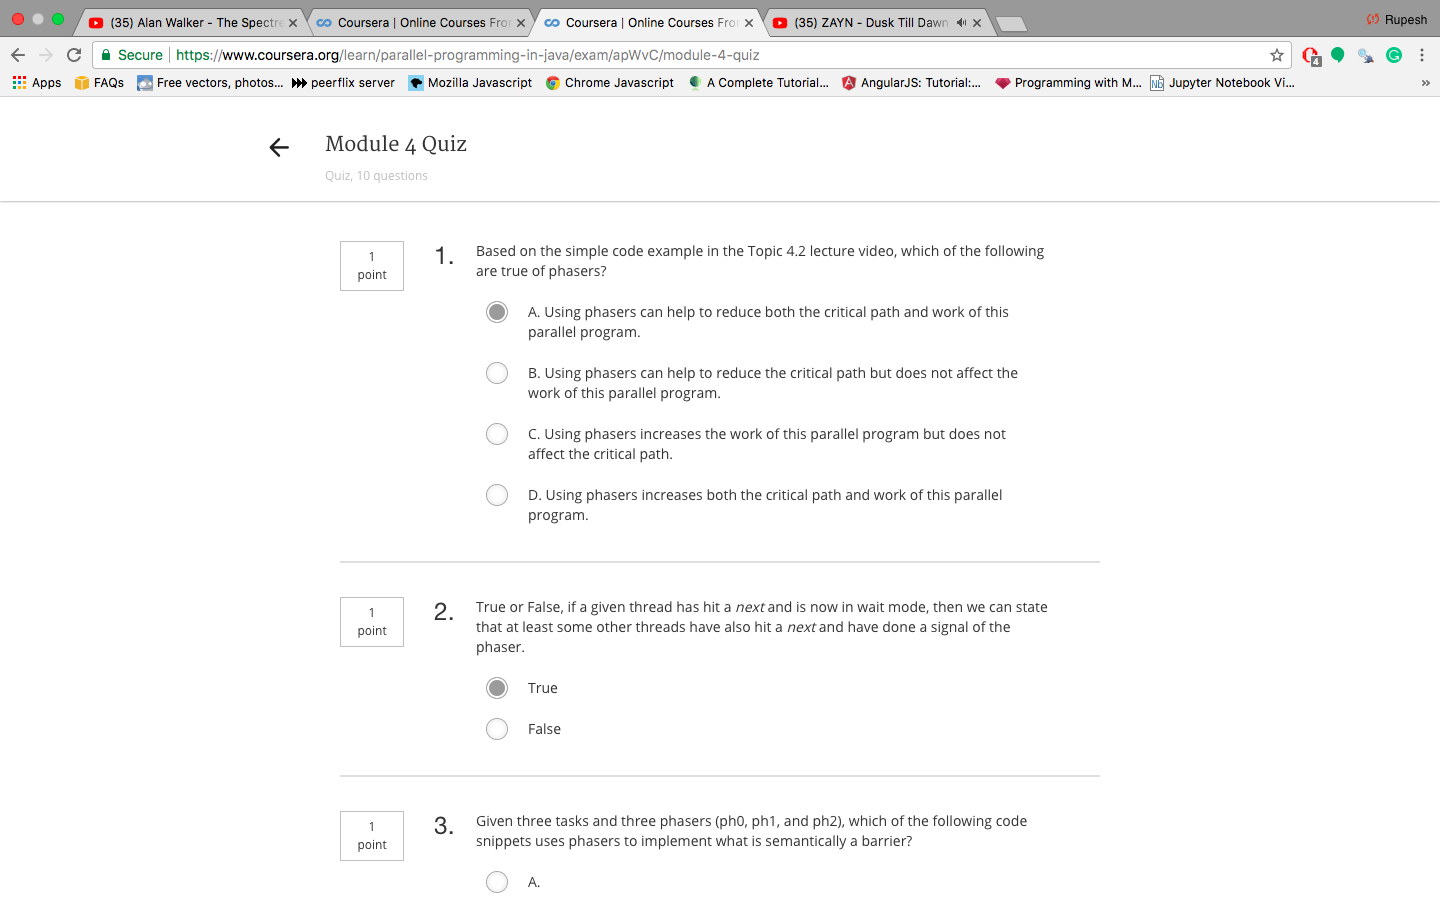 (35) Alan Walker - The Spectre
Coursera | Online Courses From
Coursera | Online Courses From
(35) ZAYN - Dusk Till Dawn
Rupesh
Secure
https://www.coursera.org/learn/parallel-programming-in-java/exam/apWvC/module-4-quiz
4
Apps
FAQs
Free vectors, photos...
peerflix server
Mozilla Javascript
Chrome Javascript
A Complete Tutorial...
AngularJS: Tutorial:...
Programming with M...
Jupyter Notebook Vi...
»
Module 4 Quiz
Quiz, 10 questions
1
point
1.
Based on the simple code example in the Topic 4.2 lecture video, which of the following
are true of phasers?
A. Using phasers can help to reduce both the critical path and work of this
parallel program.
B. Using phasers can help to reduce the critical path but does not affect the
work of this parallel program.
C. Using phasers increases the work of this parallel program but does not
affect the critical path.
D. Using phasers increases both the critical path and work of this parallel
program.
1
point
2.
True or False, if a given thread has hit a next and is now in wait mode, then we can state
that at least some other threads have also hit a next and have done a signal of the
phaser.
True
False
1
point
3.
Given three tasks and three phasers (ph0, ph1, and ph2), which of the following code
snippets uses phasers to implement what is semantically a barrier?
A.